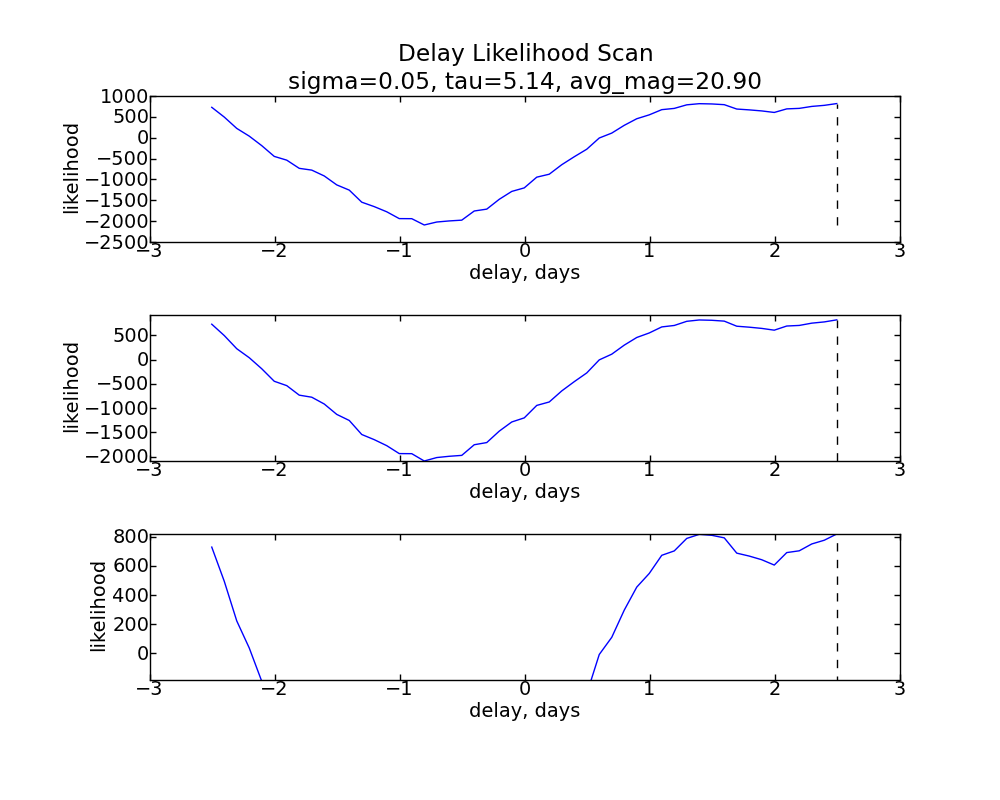 Delay Likelihood Scan
sigma=0.05, tau=5.14, avg_mag=20.90
1000
500
0
−500
−1000
−1500
−2000
−2500
likelihood
−3 −2 −1 0 1 2 3
delay, days
500
0
−500
−1000
−1500
−2000
likelihood
−3 −2 −1 0 1 2 3
delay, days
800
600
400
200
0
likelihood
−3 −2 −1 0 1 2 3
delay, days